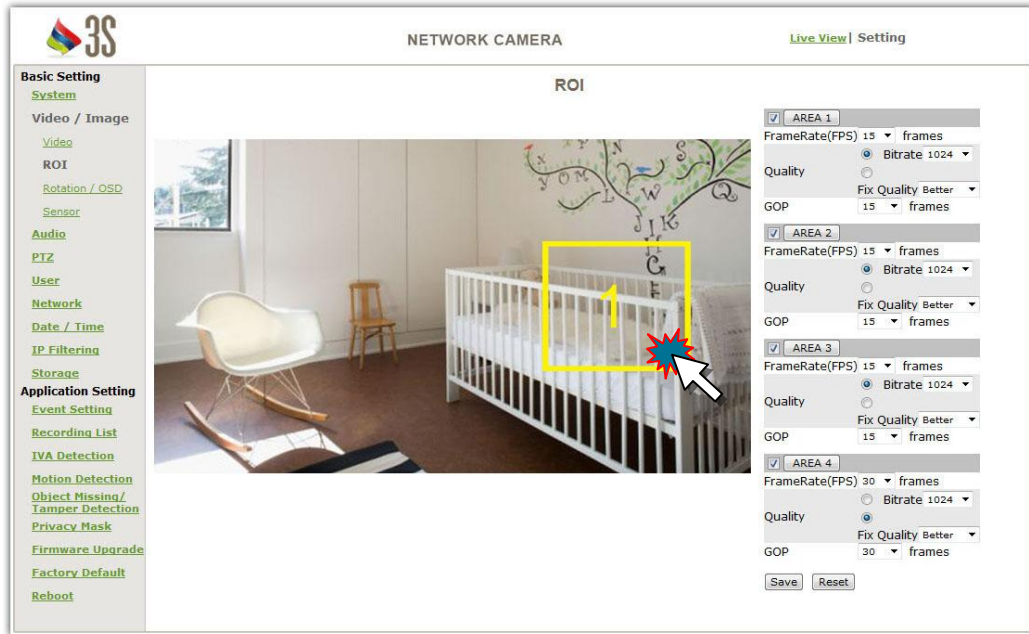 3S
NETWORK CAMERA
Live View| Setting
Basic Setting
System
Video / Image
Video
ROI
Rotation / OSD
Sensor
Audio
PTZ
User
Network
Date / Time
IP Filtering
Storage
Application Setting
Event Setting
Recording List
IVA Detection
Motion Detection
Object Missing/
Tamper Detection
Privacy Mask
Firmware Upgrade
Factory Default
Reboot
ROI
1
AREA 1
FrameRate(FPS) 15 frames
Bitrate 1024
Quality
Fix Quality Better
GOP 15 frames
AREA 2
FrameRate(FPS) 15 frames
Bitrate 1024
Quality
Fix Quality Better
GOP 15 frames
AREA 3
FrameRate(FPS) 15 frames
Bitrate 1024
Quality
Fix Quality Better
GOP 15 frames
AREA 4
FrameRate(FPS) 30 frames
Bitrate 1024
Quality
Fix Quality Better
GOP 30 frames
Save Reset